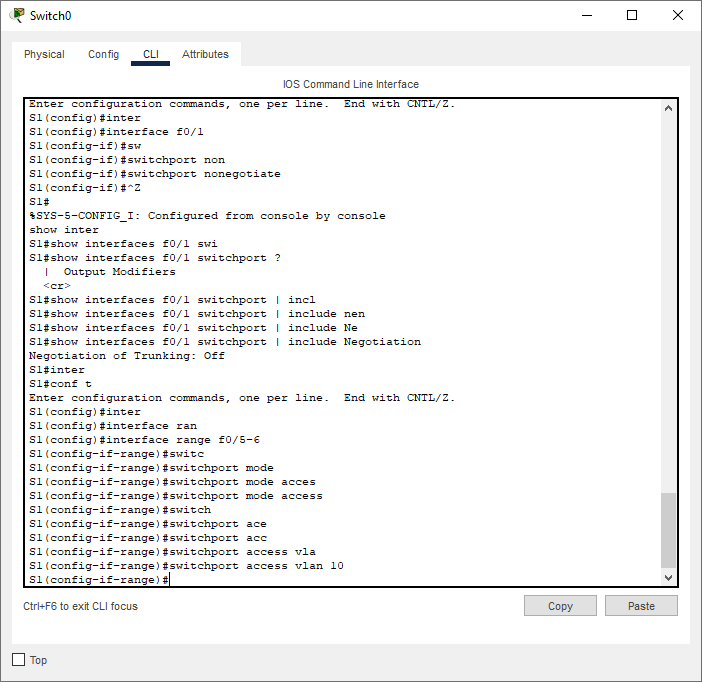 Switch0
Physical Config CLI Attributes
IOS Command Line Interface
Enter configuration commands, one per line.  End with CNTL/Z.
S1(config)#inter
S1(config)#interface f0/1
S1(config-if)#sw
S1(config-if)#switchport non
S1(config-if)#switchport nonegotiate
S1(config-if)#^Z
S1#
%SYS-5-CONFIG_I: Configured from console by console
show inter
S1#show interfaces f0/1 swi
S1#show interfaces f0/1 switchport ?
  |  Output Modifiers
  <cr>
S1#show interfaces f0/1 switchport | incl
S1#show interfaces f0/1 switchport | include nen
S1#show interfaces f0/1 switchport | include Ne
S1#show interfaces f0/1 switchport | include Negotiation
Negotiation of Trunking: Off
S1#inter
S1#conf t
Enter configuration commands, one per line.  End with CNTL/Z.
S1(config)#inter
S1(config)#interface ran
S1(config)#interface range f0/5-6
S1(config-if-range)#switc
S1(config-if-range)#switchport mode
S1(config-if-range)#switchport mode acces
S1(config-if-range)#switchport mode access
S1(config-if-range)#switch
S1(config-if-range)#switchport ace
S1(config-if-range)#switchport acc
S1(config-if-range)#switchport access vla
S1(config-if-range)#switchport access vlan 10
S1(config-if-range)#
Ctrl+F6 to exit CLI focus
Copy
Paste
Top